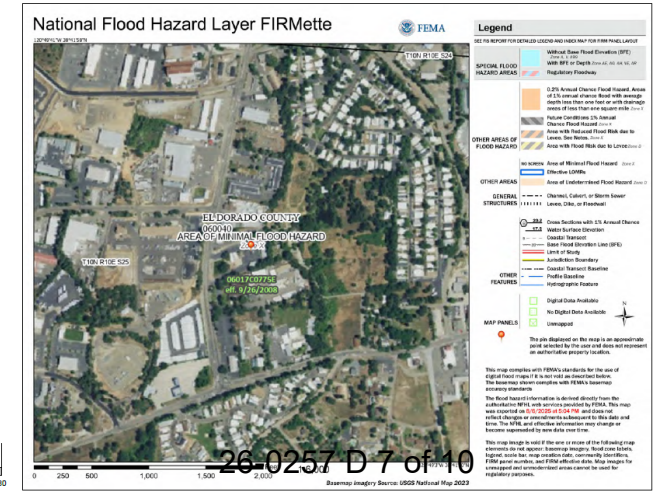 National Flood Hazard Layer FIRMette
FEMA
Legend
SEE FIS REPORT FOR DETAILED LEGEND AND INDEX MAP FOR FIRM PANEL LAYOUT
T10N R10E S24
SPECIAL FLOOD HAZARD AREAS
Without Base Flood Elevation (BFE)
With BFE or Depth
Regulatory Floodway
OTHER AREAS OF FLOOD HAZARD
0.2% Annual Chance Flood Hazard, Areas
of 1% annual chance flood with average
depth less than one foot or with drainage
areas of less than one square mile
Future Conditions 1% Annual
Chance Flood Hazard
Area with Reduced Flood Risk due to
Levee. See Notes.
Area with Flood Risk due to Levee
NO SCREEN Area of Minimal Flood Hazard
Effective LOMRs
OTHER AREAS
Area of Undetermined Flood Hazard
GENERAL STRUCTURES
Channel, Culvert, or Storm Sewer
Levee, Dike, or Floodwall
OTHER FEATURES
Cross Sections with 1% Annual Chance
Water Surface Elevation
Coastal Transect
Base Flood Elevation Line (BFE)
Limit of Study
Jurisdiction Boundary
Coastal Transect Baseline
Profile Baseline
Hydrographic Feature
MAP PANELS
Digital Data Available
No Digital Data Available
Unmapped
N
The pin displayed on the map is an approximate
point selected by the user and does not represent
an authoritative property location.
EL DORADO COUNTY
060040
AREA OF MINIMAL FLOOD HAZARD
T10N R10E S25
06017C0775E
eff. 9/26/2008
This map complies with FEMA's standards for the use of
digital flood maps if it is not void as described below.
The basemap shown complies with FEMA's basemap
accuracy standards
The flood hazard information is derived directly from the
authoritative NFHL web services provided by FEMA. This map
was exported on 6/6/2025 at 5:04 PM and does not
reflect changes or amendments subsequent to this date and
time. The NFHL and effective information may change or
become superseded by new data over time.
This map image is void if the one or more of the following map
elements do not appear: basemap imagery, flood zone labels,
legend, scale bar, map creation date, community identifiers,
FIRM panel number, and FIRM effective date. Map images for
unmapped and unmodernized areas cannot be used for
regulatory purposes.
26-0257 D 7 of 10
0 250 500 1,000 1,500 2,000
1:6,000
Basemap Imagery Source: USGS National Map 2023